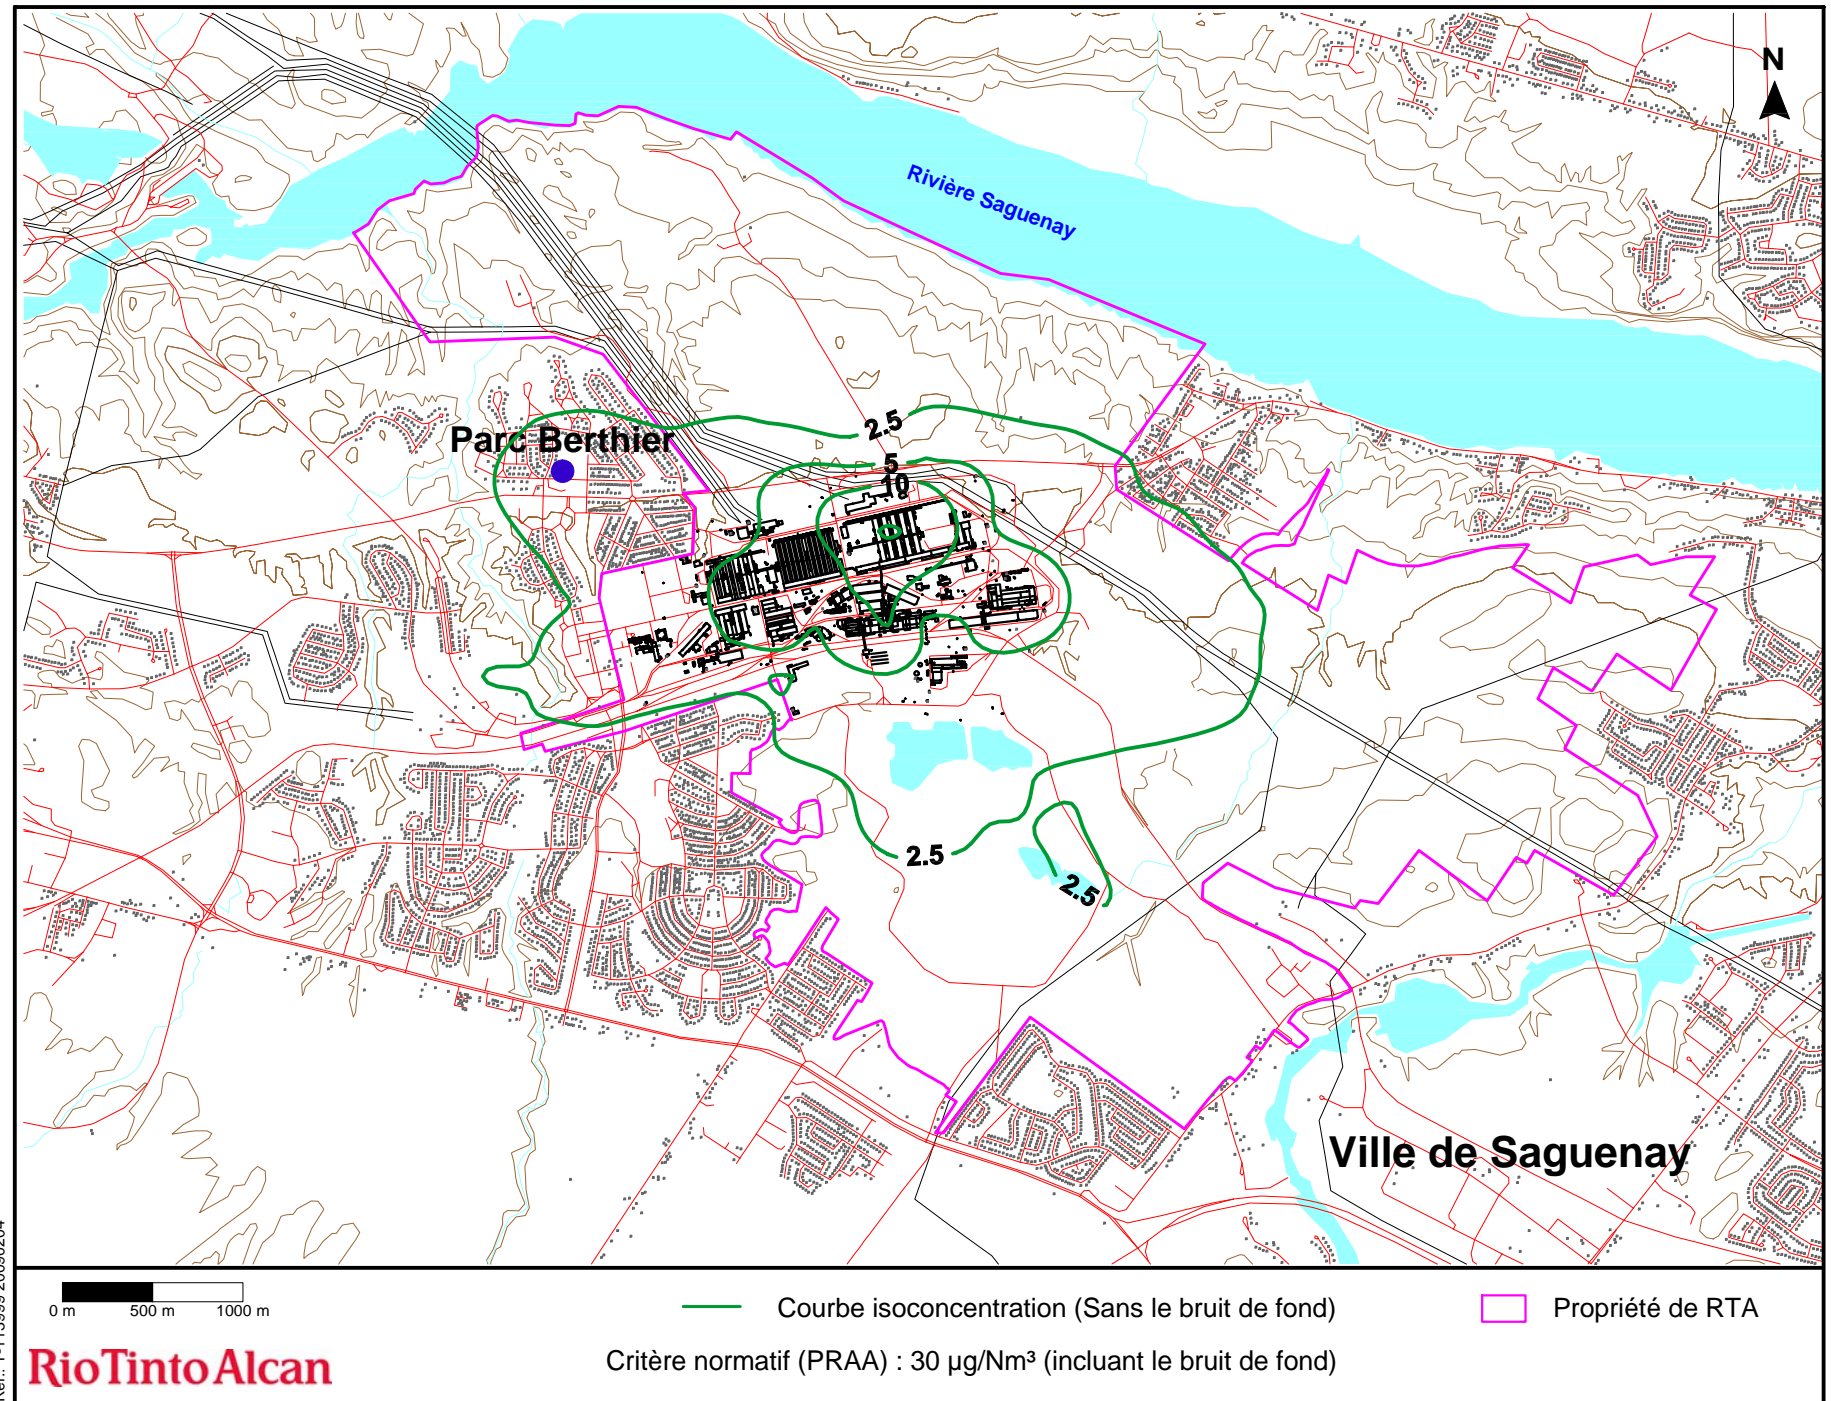 N
Rivière Saguenay
2.5
Parc Berthier
5
10
2.5
2.5
Ville de Saguenay
0 m 500 m 1000 m
Courbe isoconcentration (Sans le bruit de fond)
Propriété de RTA
Critère normatif (PRAA) : 30 µg/Nm³ (incluant le bruit de fond)
RioTintoAlcan